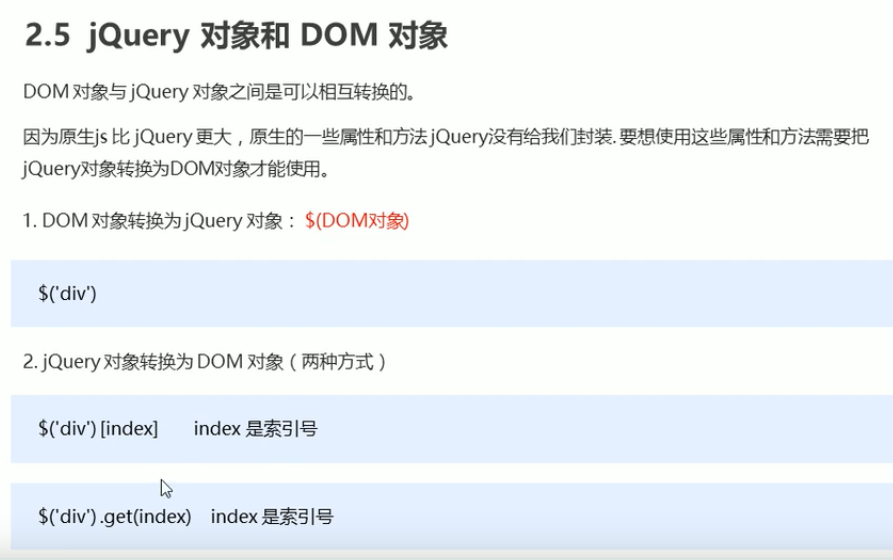 2.5 jQuery 对象和 DOM 对象
DOM 对象与 jQuery 对象之间是可以相互转换的。
因为原生js 比 jQuery 更大，原生的一些属性和方法 jQuery没有给我们封装. 要想使用这些属性和方法需要把
jQuery对象转换为DOM对象才能使用。
1. DOM 对象转换为 jQuery 对象： $(DOM对象)
$('div')
2. jQuery 对象转换为 DOM 对象（两种方式）
$('div') [index] index 是索引号
$('div') .get(index) index 是索引号